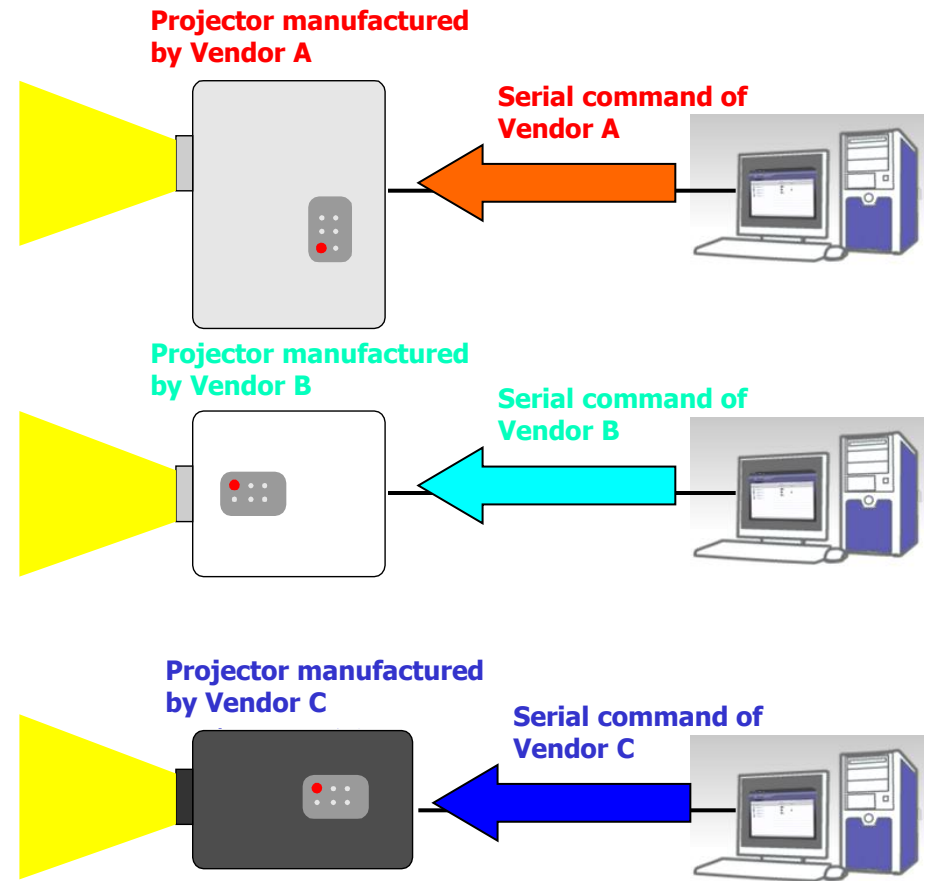 Projector manufactured
by Vendor A
Serial command of
Vendor A
Projector manufactured
by Vendor B
Serial command of
Vendor B
Projector manufactured
by Vendor C
Serial command of
Vendor C